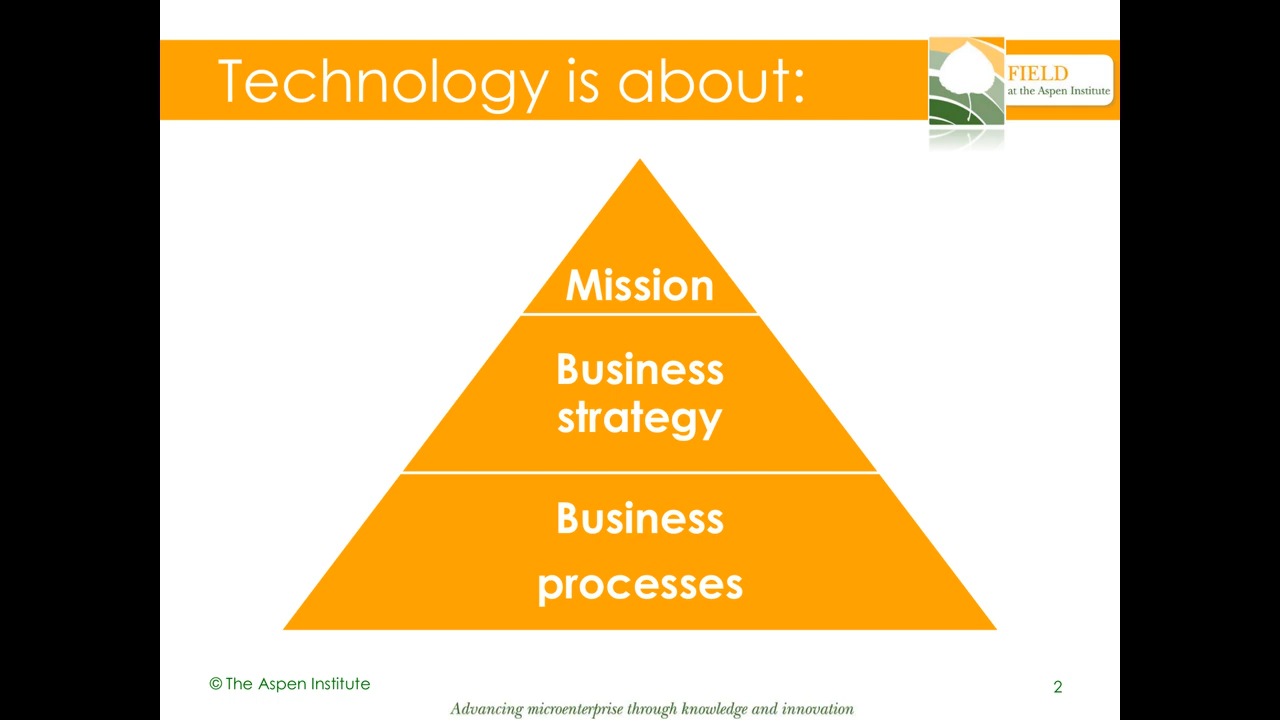 Technology is about:
FIELD
at the Aspen Institute
Mission
Business
strategy
Business
processes
© The Aspen Institute
2
Advancing microenterprise through knowledge and innovation